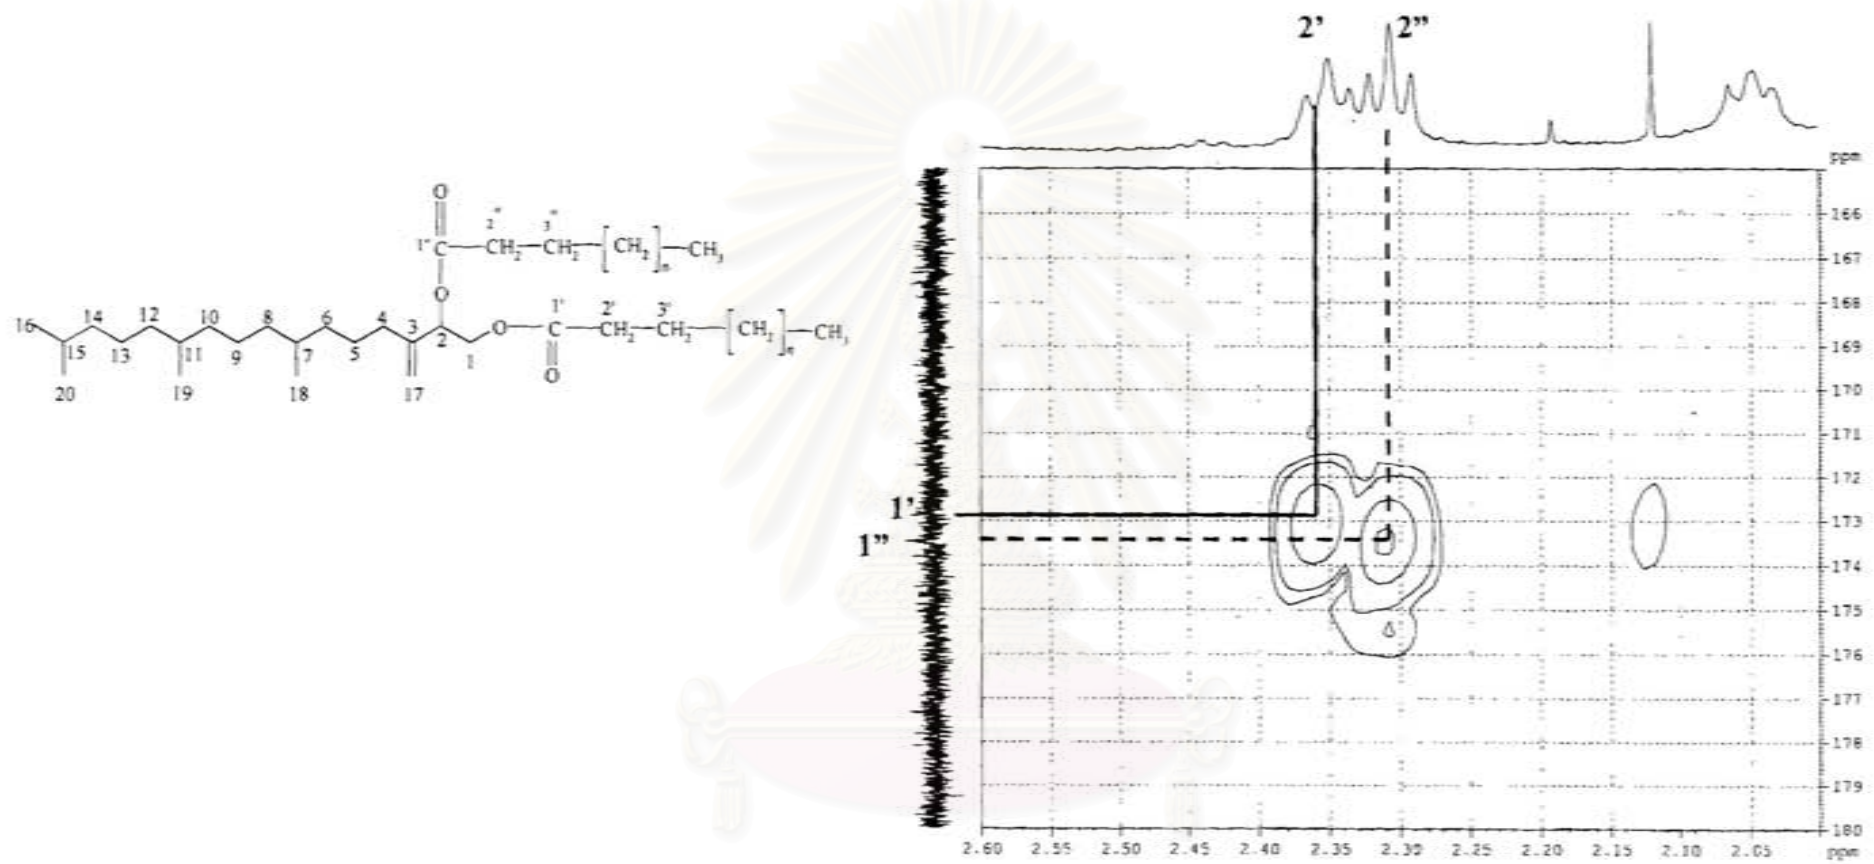 2’ 2”
ppm
166
167
168
169
170
171
172
173
174
175
176
177
178
179
180
2.60 2.55 2.50 2.45 2.40 2.35 2.30 2.25 2.20 2.15 2.10 2.05 ppm
1’
1”
O
1" C 2" CH2 3" CH2 [CH2]n CH3
O
16 14 12 10 8 6 4 3 2 O 1' C 2' CH2 3' CH2 [CH2]n CH3
15 13 11 9 7 5 1
O
20 19 18 17